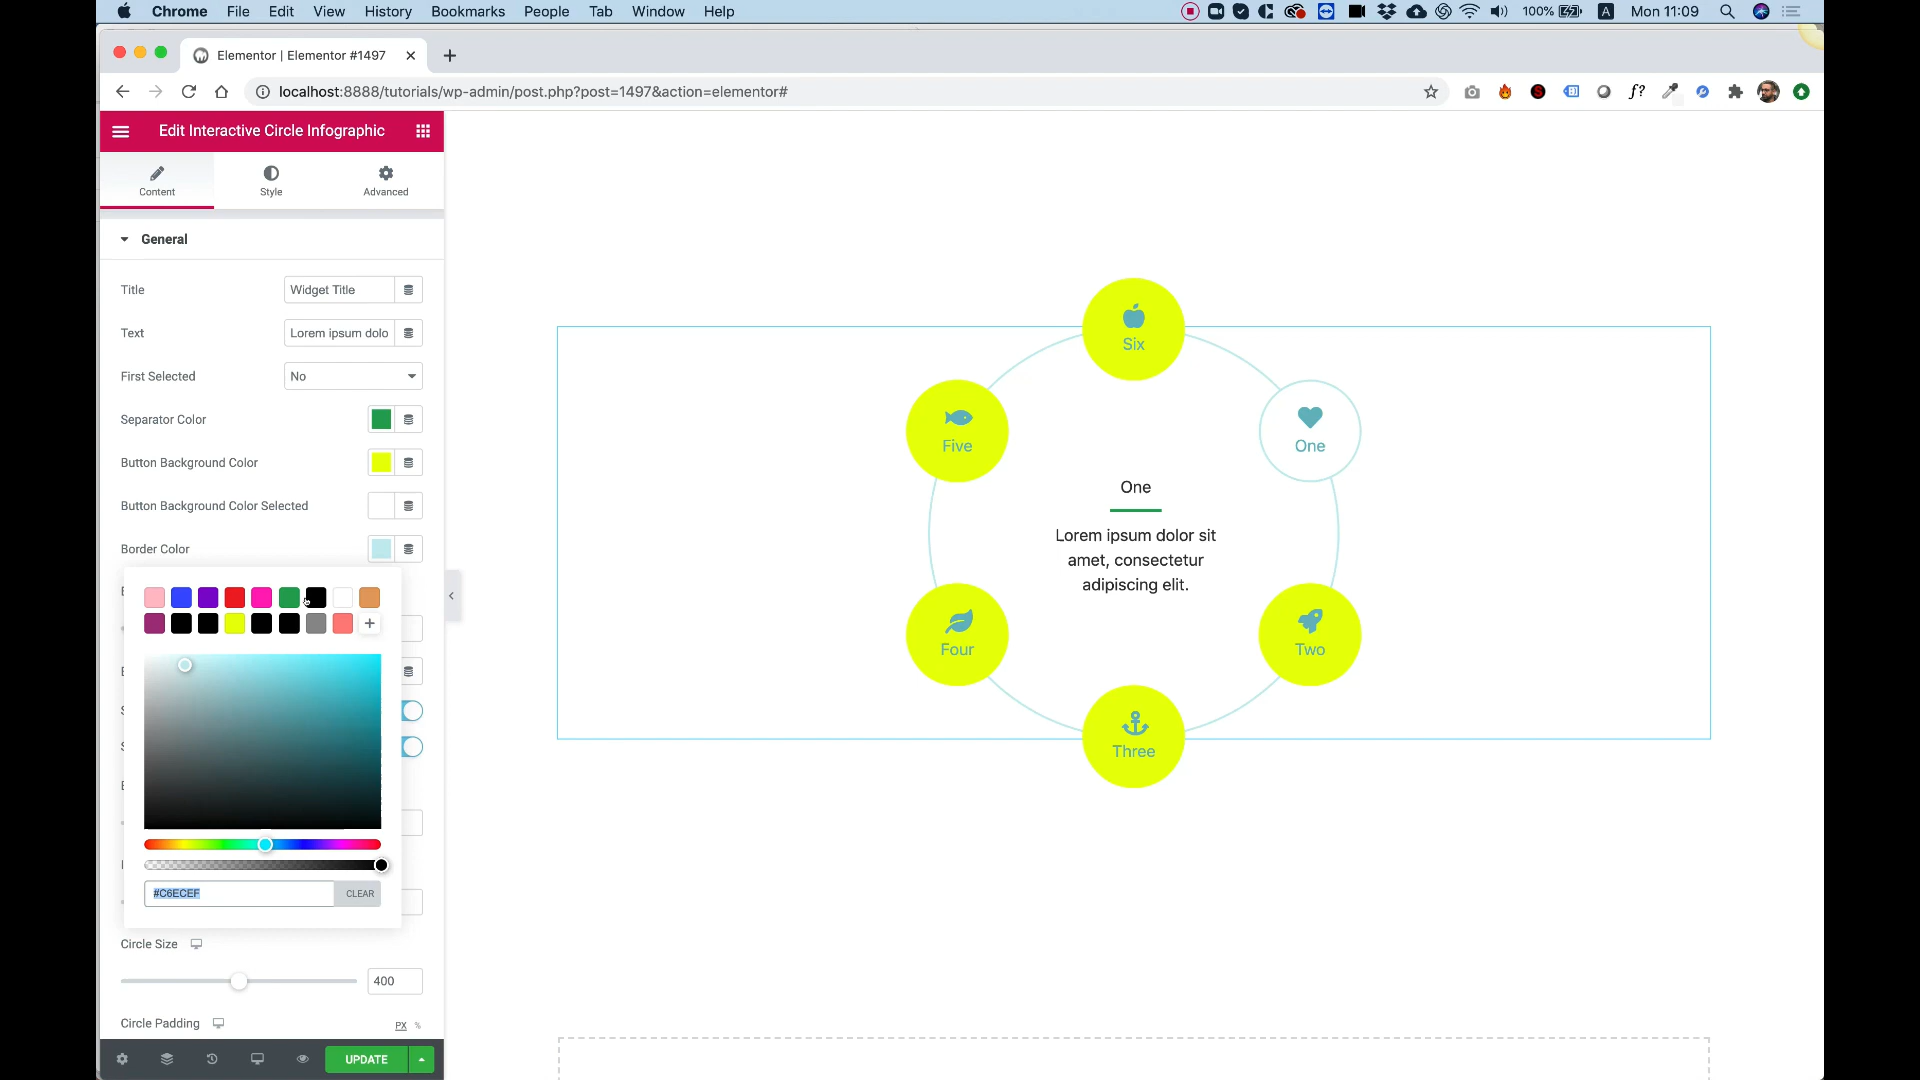 Chrome File Edit View History Bookmarks People Tab Window Help 100% A Mon 11:09
Elementor | Elementor #1497
localhost:8888/tutorials/wp-admin/post.php?post=1497&action=elementor#
f?
Edit Interactive Circle Infographic
Content Style Advanced
General
Title Widget Title
Text Lorem ipsum dolo
First Selected No
Separator Color
Button Background Color
Button Background Color Selected
Border Color
#C6ECEF CLEAR
Circle Size
400
Circle Padding PX %
UPDATE
Six
Five
One
One
Lorem ipsum dolor sit
amet, consectetur
adipiscing elit.
Four
Two
Three